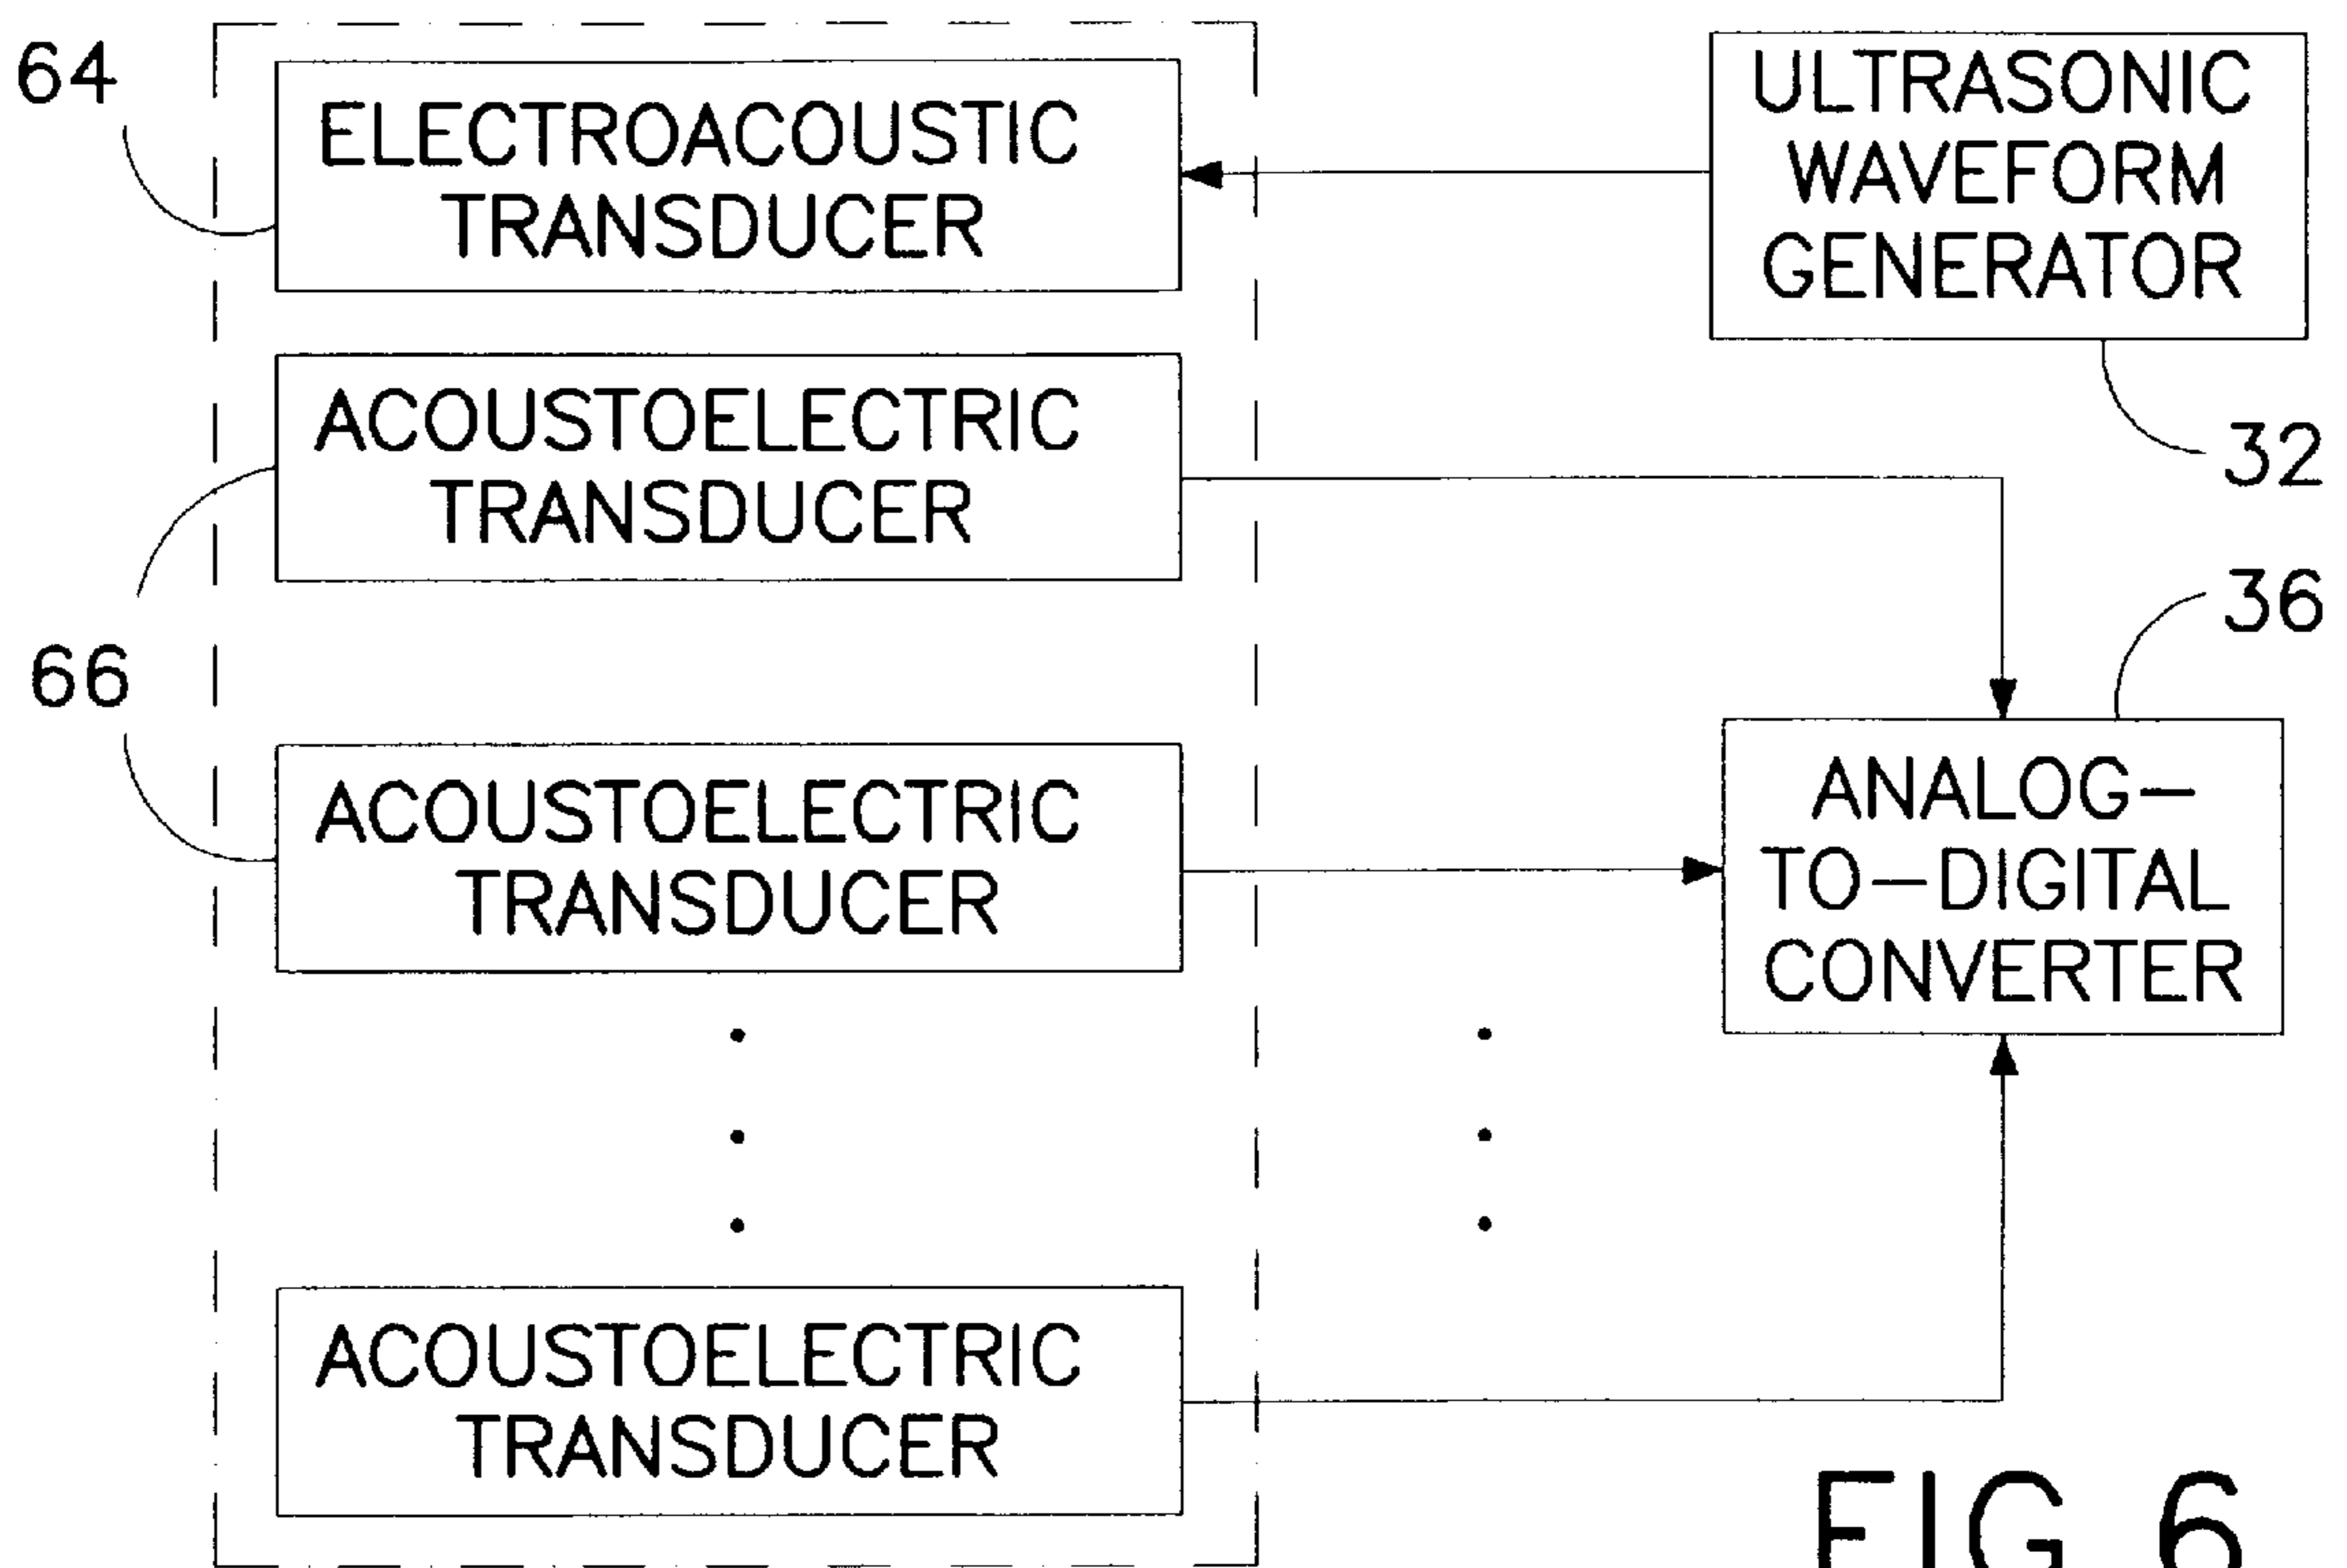 64
ELECTROACOUSTIC
TRANSDUCER
ULTRASONIC
WAVEFORM
GENERATOR
32
ACOUSTOELECTRIC
TRANSDUCER
36
66
ACOUSTOELECTRIC
TRANSDUCER
ANALOG-
TO-DIGITAL
CONVERTER
ACOUSTOELECTRIC
TRANSDUCER
FIG 6